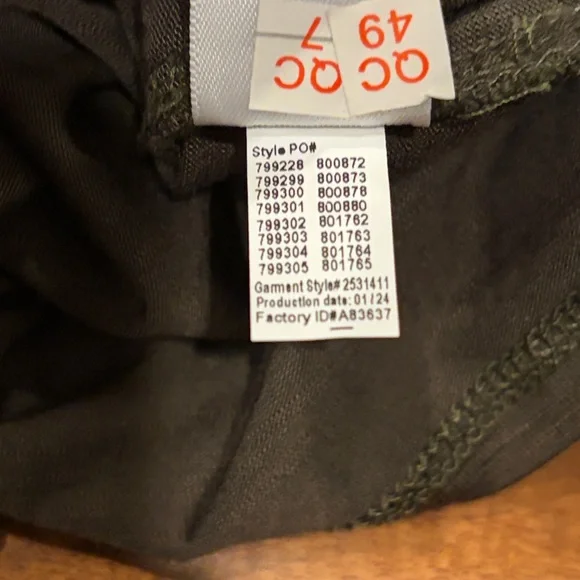 QC 7
QC 49
Style PO#
799228 800872
799299 800873
799300 800878
799301 800880
799302 801762
799303 801763
799304 801764
799305 801765
Garment Style# 2531411
Production date: 01/24
Factory ID#A83637